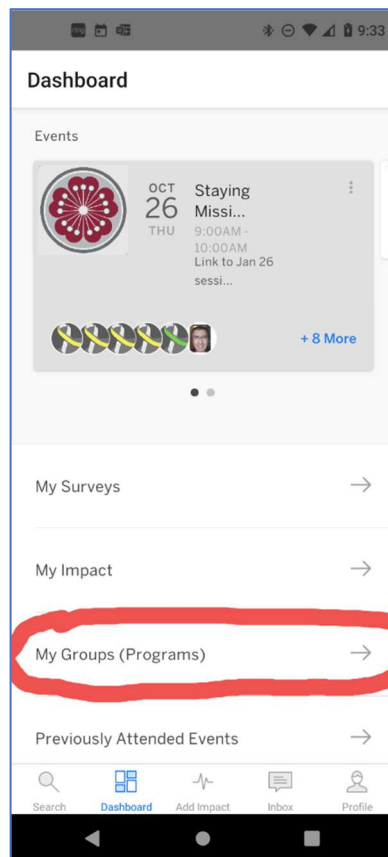 9:33
Dashboard
Events
OCT
26
THU
Staying
Missi...
9:00AM -
10:00AM
Link to Jan 26
sessi...
+ 8 More
My Surveys
My Impact
My Groups (Programs)
Previously Attended Events
Search Dashboard Add Impact Inbox Profile